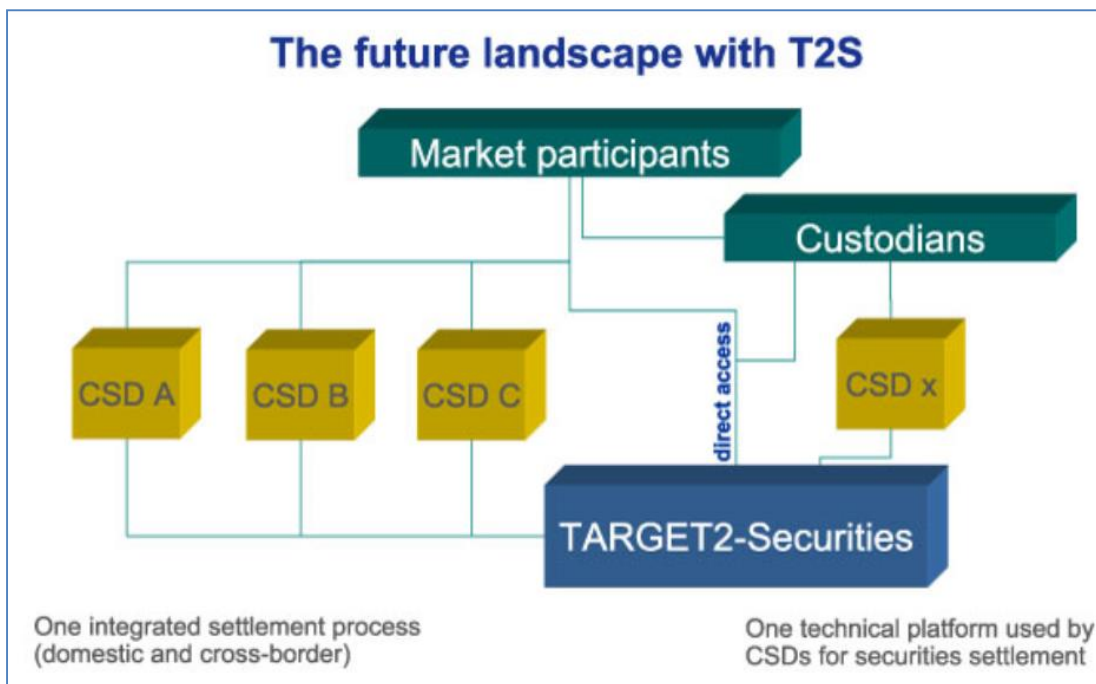 The future landscape with T2S
Market participants
Custodians
CSD A
CSD B
CSD C
direct access
CSD x
TARGET2-Securities
One integrated settlement process
(domestic and cross-border)
One technical platform used by
CSDs for securities settlement